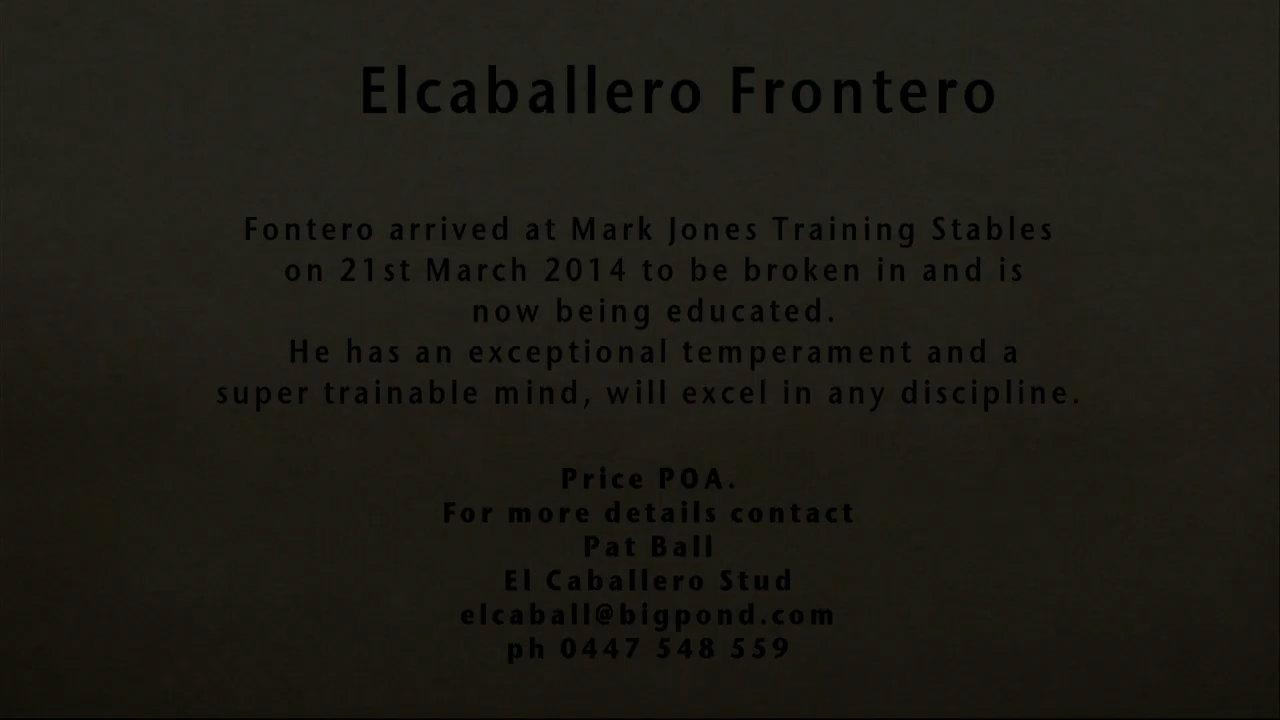 Elcaballero Frontero
Fontero arrived at Mark Jones Training Stables
on 21st March 2014 to be broken in and is
now being educated.
He has an exceptional temperament and a
super trainable mind, will excel in any discipline.
Price POA.
For more details contact
Pat Ball
El Caballero Stud
elcaball@bigpond.com
ph 0447 548 559